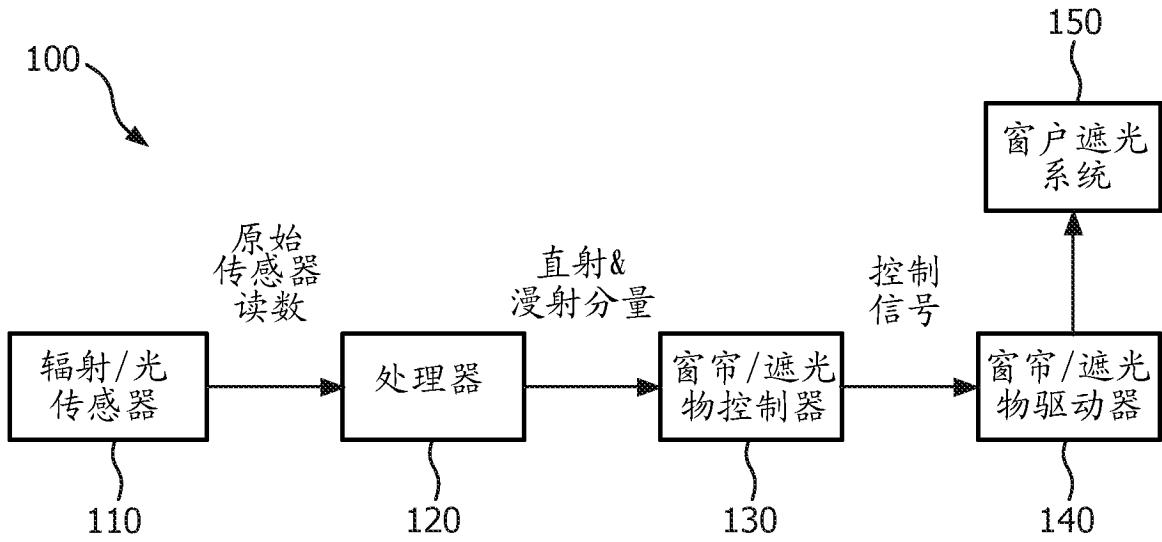 150
100
窗户遮光
系统
原始
传感器
读数
直射&
漫射分量
控制
信号
辐射/光
传感器
处理器
窗帘/遮光
物控制器
窗帘/遮光
物驱动器
110
120
130
140